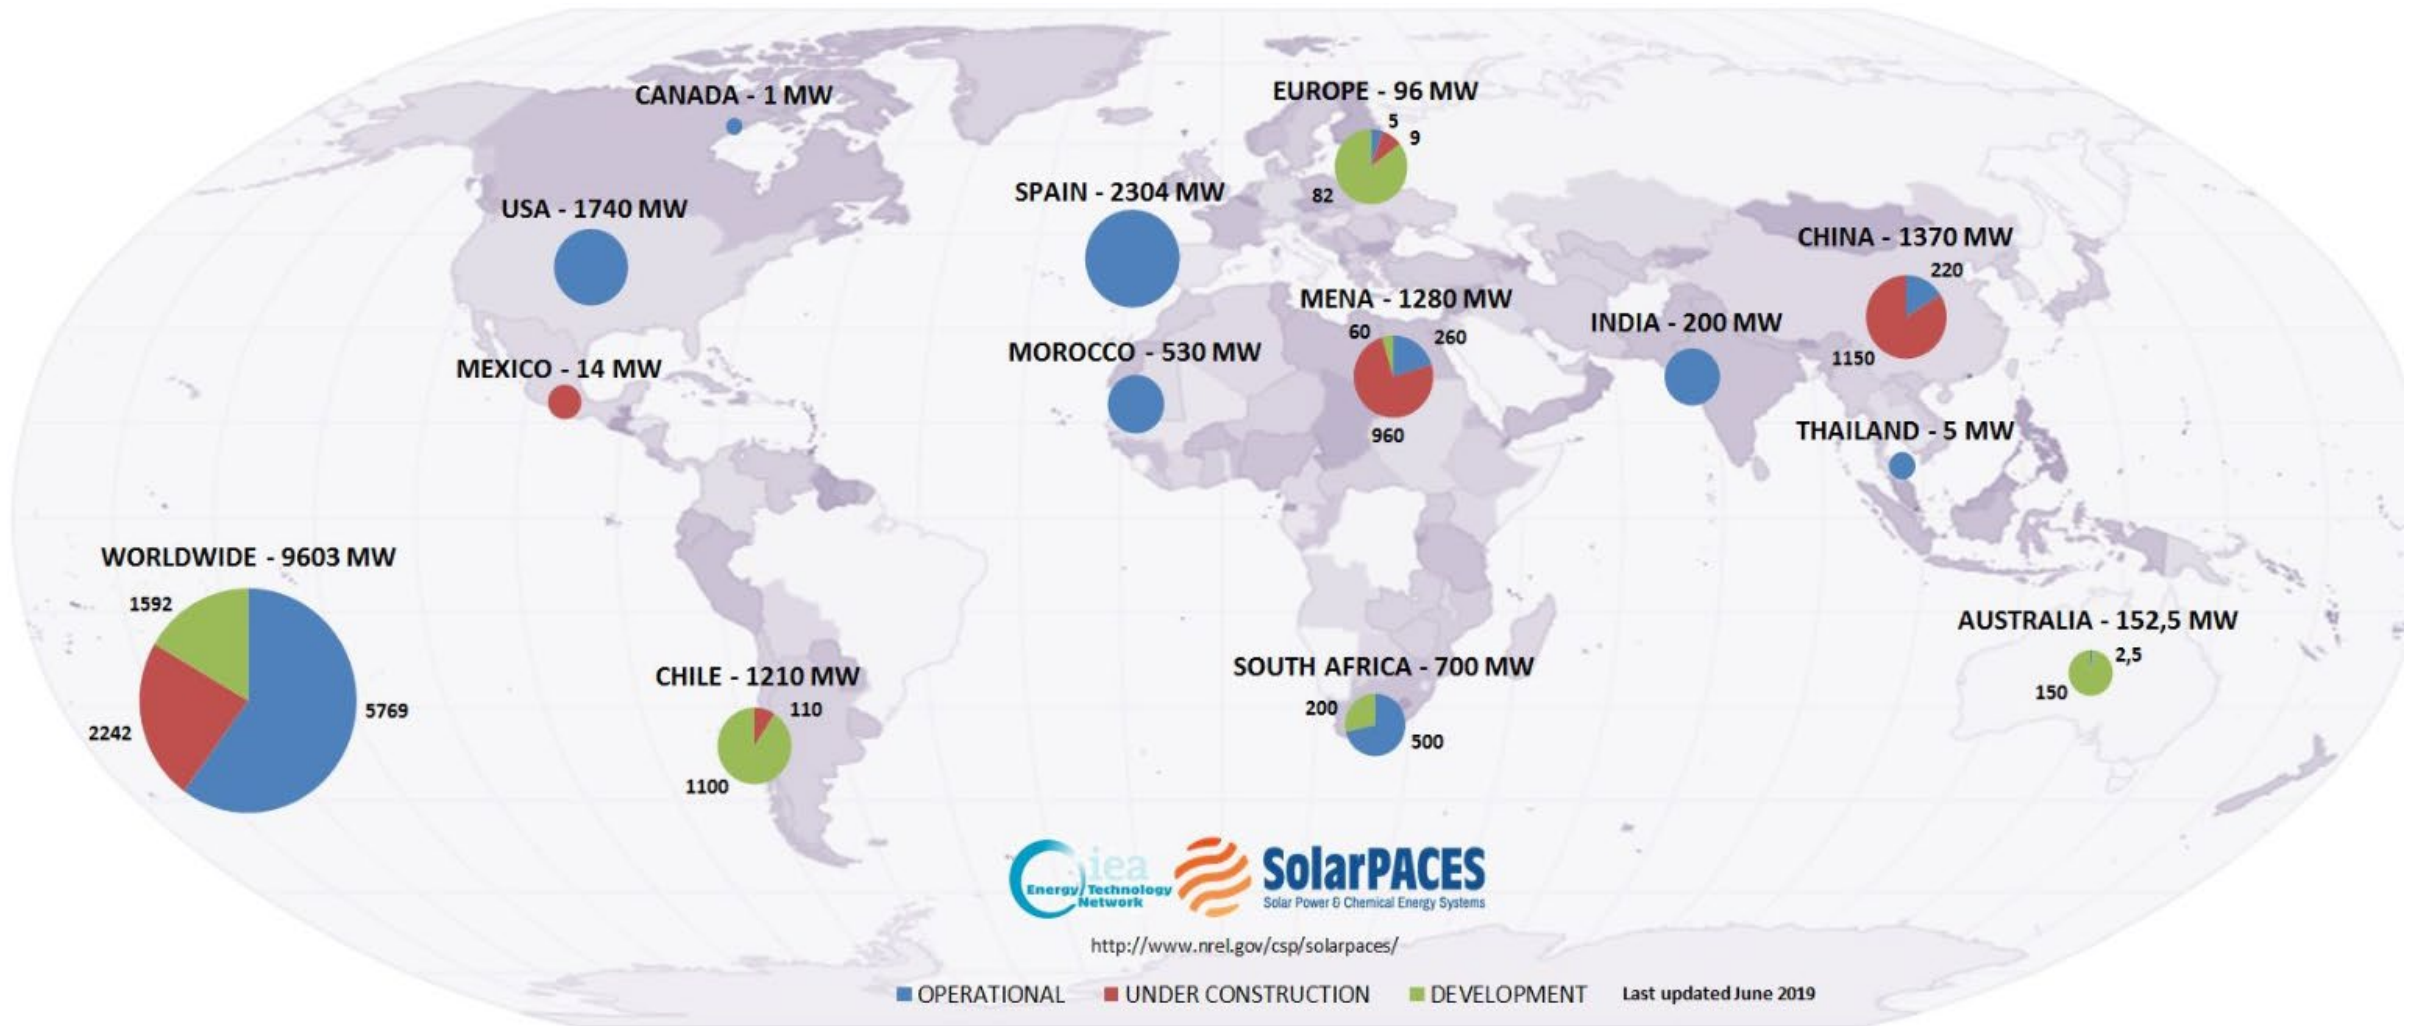 CANADA - 1 MW
EUROPE - 96 MW
5
9
82
USA - 1740 MW
SPAIN - 2304 MW
CHINA - 1370 MW
220
1150
MENA - 1280 MW
60
260
960
INDIA - 200 MW
MOROCCO - 530 MW
MEXICO - 14 MW
THAILAND - 5 MW
WORLDWIDE - 9603 MW
1592
2242
5769
AUSTRALIA - 152,5 MW
2,5
150
CHILE - 1210 MW
110
1100
SOUTH AFRICA - 700 MW
200
500
iea
Energy Technology
Network
SolarPACES
Solar Power & Chemical Energy Systems
http://www.nrel.gov/csp/solarpaces/
OPERATIONAL UNDER CONSTRUCTION DEVELOPMENT Last updated June 2019